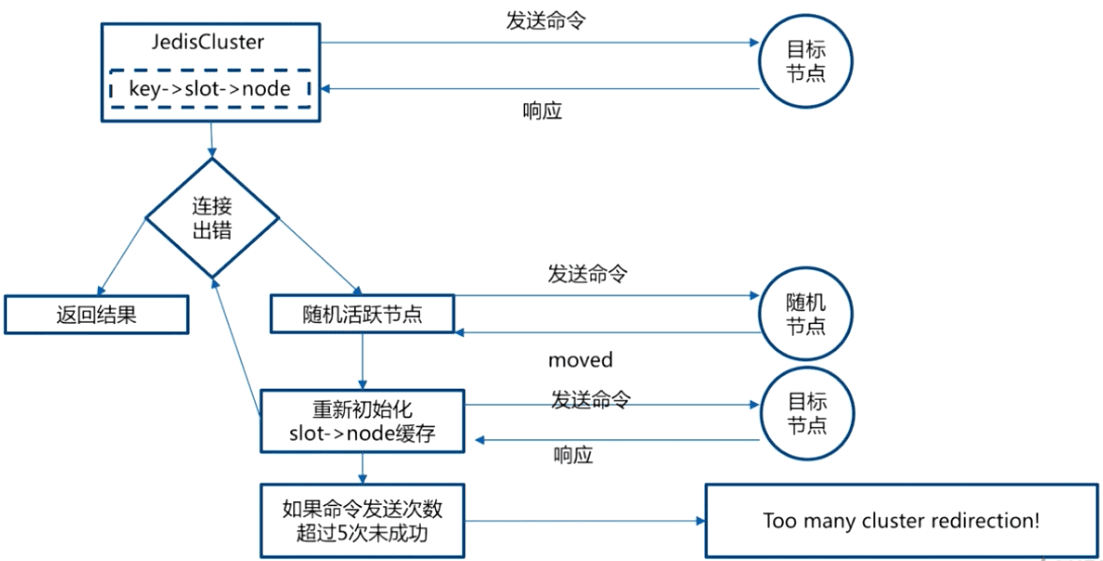 发送命令
JedisCluster
key->slot->node
目标
节点
响应
连接
出错
发送命令
返回结果
随机活跃节点
随机
节点
moved
重新初始化
slot->node缓存
发送命令
目标
节点
响应
如果命令发送次数
超过5次未成功
Too many cluster redirection!